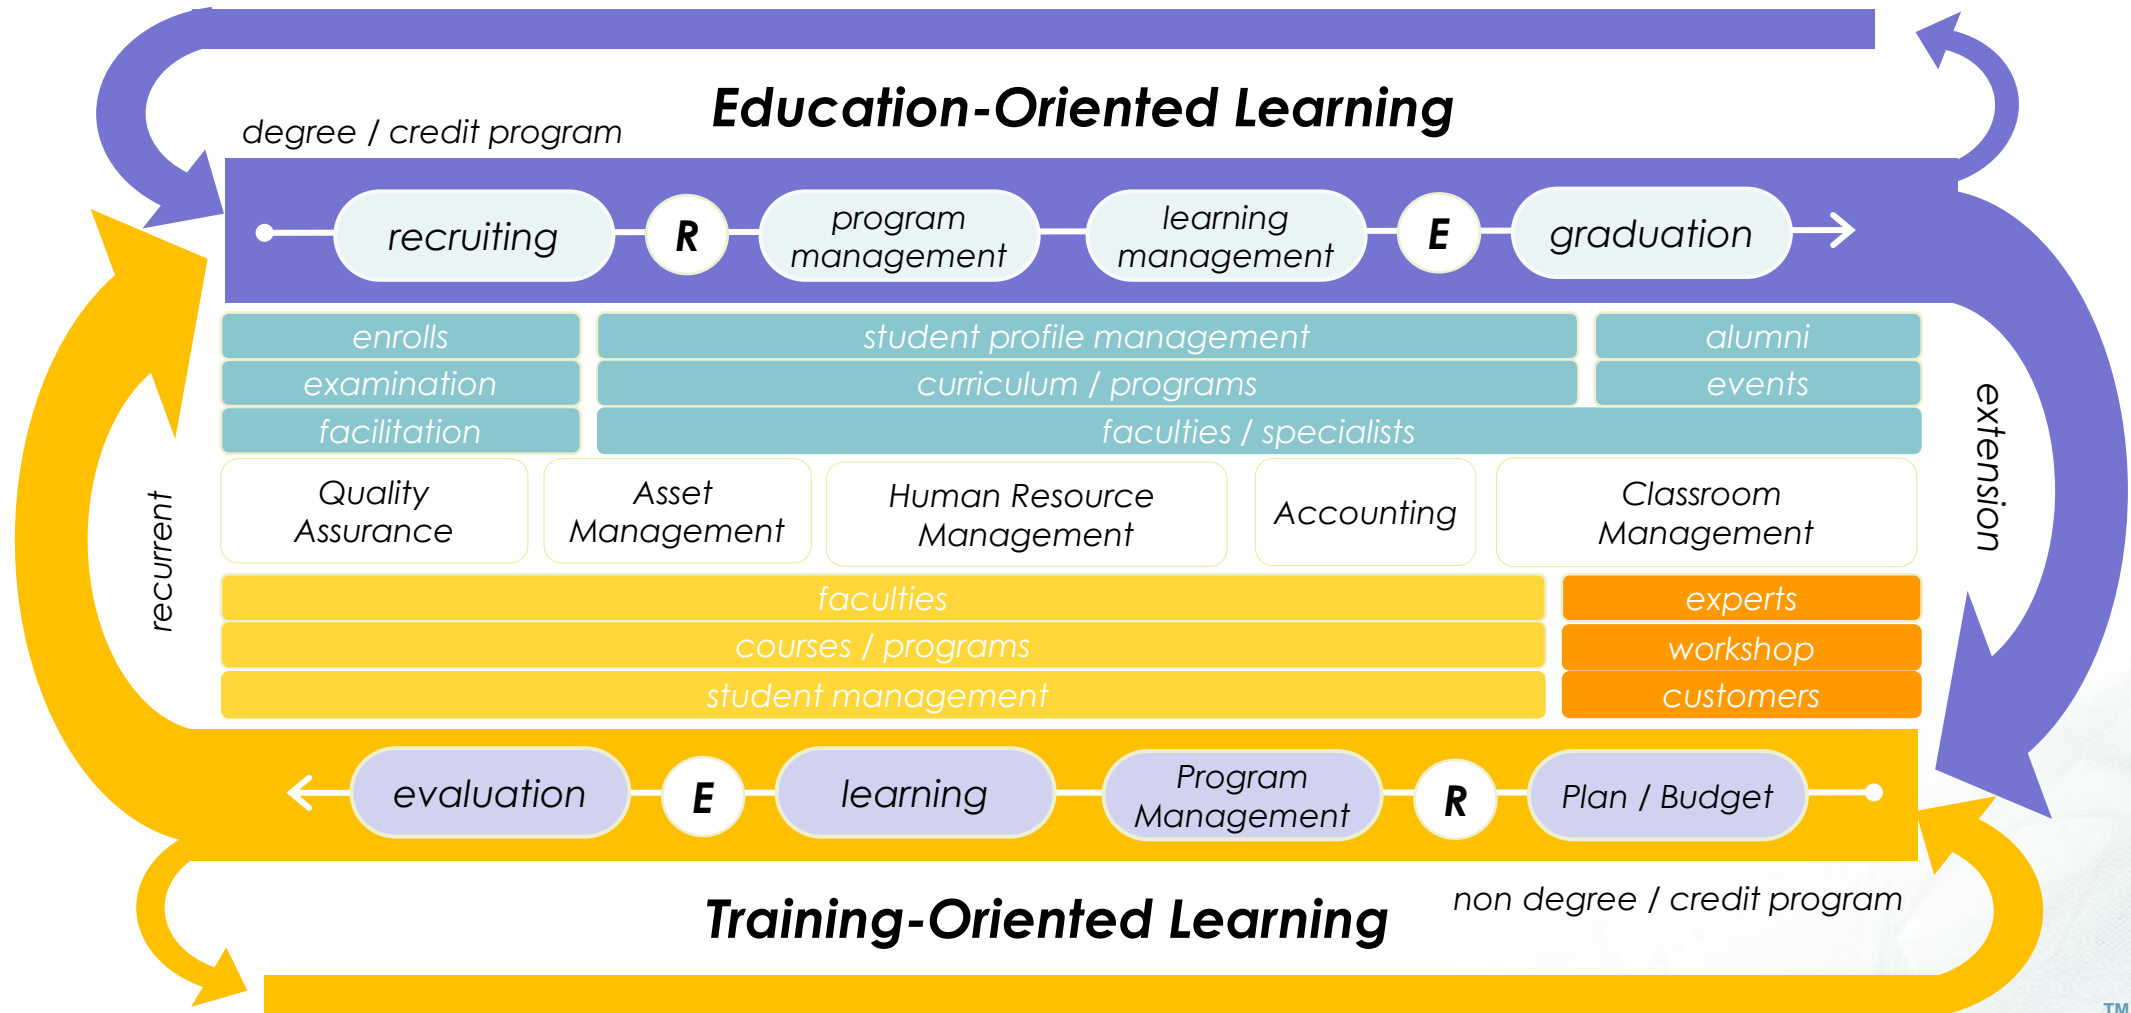 Education-Oriented Learning
degree / credit program
recruiting
R
program
management
learning
management
E
graduation
enrolls
student profile management
alumni
examination
curriculum / programs
events
facilitation
faculties / specialists
extension
recurrent
Quality
Assurance
Asset
Management
Human Resource
Management
Accounting
Classroom
Management
faculties
experts
courses / programs
workshop
student management
customers
evaluation
E
learning
Program
Management
R
Plan / Budget
Training-Oriented Learning
non degree / credit program
TM